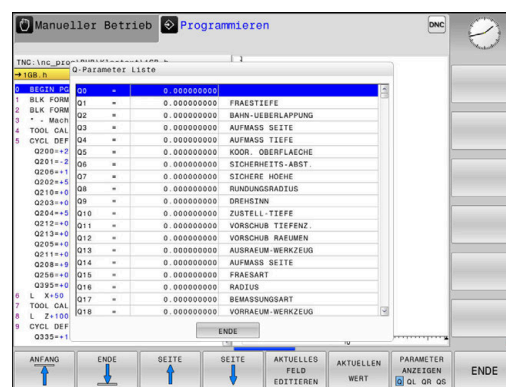 Manueller Betrieb
Programmieren
DNC
→1GB.h
Q-Parameter Liste
0 BEGIN PG
1 BLK FORM
2 BLK FORM
3 * - Mach
4 TOOL CAL
5 CYCL DEF
Q200=+2
Q201=-2
Q206=+1
Q202=+5
Q210=+0
Q203=+0
Q204=+5
Q212=+0
Q213=+0
Q205=+0
Q211=+0
Q208=+9
Q256=+0
Q395=+0
6 L X+50
7 TOOL CAL
8 L Z+100
9 CYCL DEF
Q335=+1
Q0 = 0.000000000
Q1 = 0.000000000 FRAESTIEFE
Q2 = 0.000000000 BAHN-UEBERLAPPUNG
Q3 = 0.000000000 AUFMASS SEITE
Q4 = 0.000000000 AUFMASS TIEFE
Q5 = 0.000000000 KOOR. OBERFLAECHE
Q6 = 0.000000000 SICHERHEITS-ABST.
Q7 = 0.000000000 SICHERE HOEHE
Q8 = 0.000000000 RUNDUNGSRADIUS
Q9 = 0.000000000 DREHSINN
Q10 = 0.000000000 ZUSTELL-TIEFE
Q11 = 0.000000000 VORSCHUB TIEFENZ.
Q12 = 0.000000000 VORSCHUB RAEUMEN
Q13 = 0.000000000 AUSRAEUM-WERKZEUG
Q14 = 0.000000000 AUFMASS SEITE
Q15 = 0.000000000 FRAESART
Q16 = 0.000000000 RADIUS
Q17 = 0.000000000 BEMASSUNGSART
Q18 = 0.000000000 VORRAEUM-WERKZEUG
ENDE
ANFANG
ENDE
SEITE
SEITE
AKTUELLES
FELD
EDITIEREN
AKTUELLEN
WERT
PARAMETER
ANZEIGEN
Q QL QR QS
ENDE